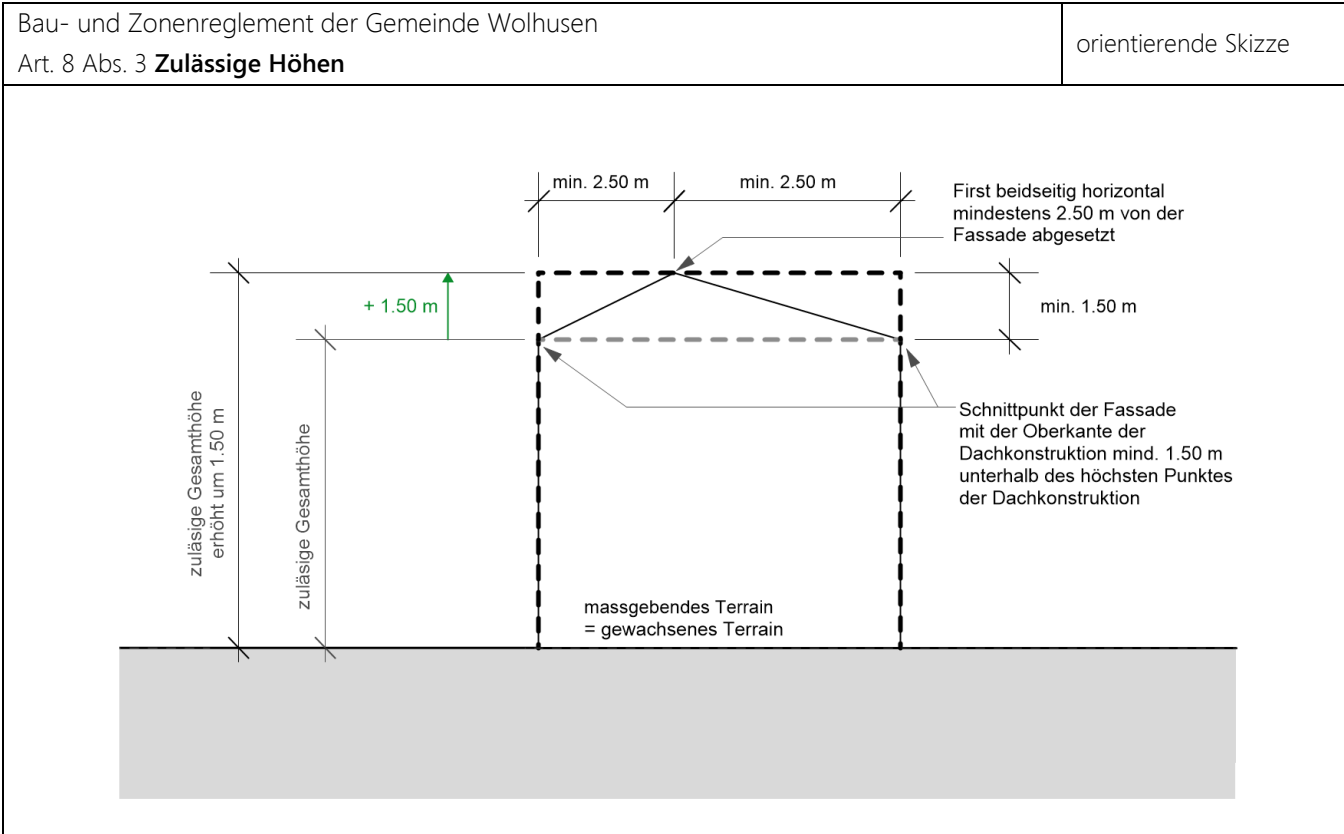 Bau- und Zonenreglement der Gemeinde Wolhusen
Art. 8 Abs. 3 Zulässige Höhen
orientierende Skizze
min. 2.50 m
min. 2.50 m
First beidseitig horizontal
mindestens 2.50 m von der
Fassade abgesetzt
+ 1.50 m
min. 1.50 m
zuläsige Gesamthöhe
erhöht um 1.50 m
zuläsige Gesamthöhe
Schnittpunkt der Fassade
mit der Oberkante der
Dachkonstruktion mind. 1.50 m
unterhalb des höchsten Punktes
der Dachkonstruktion
massgebendes Terrain
= gewachsenes Terrain